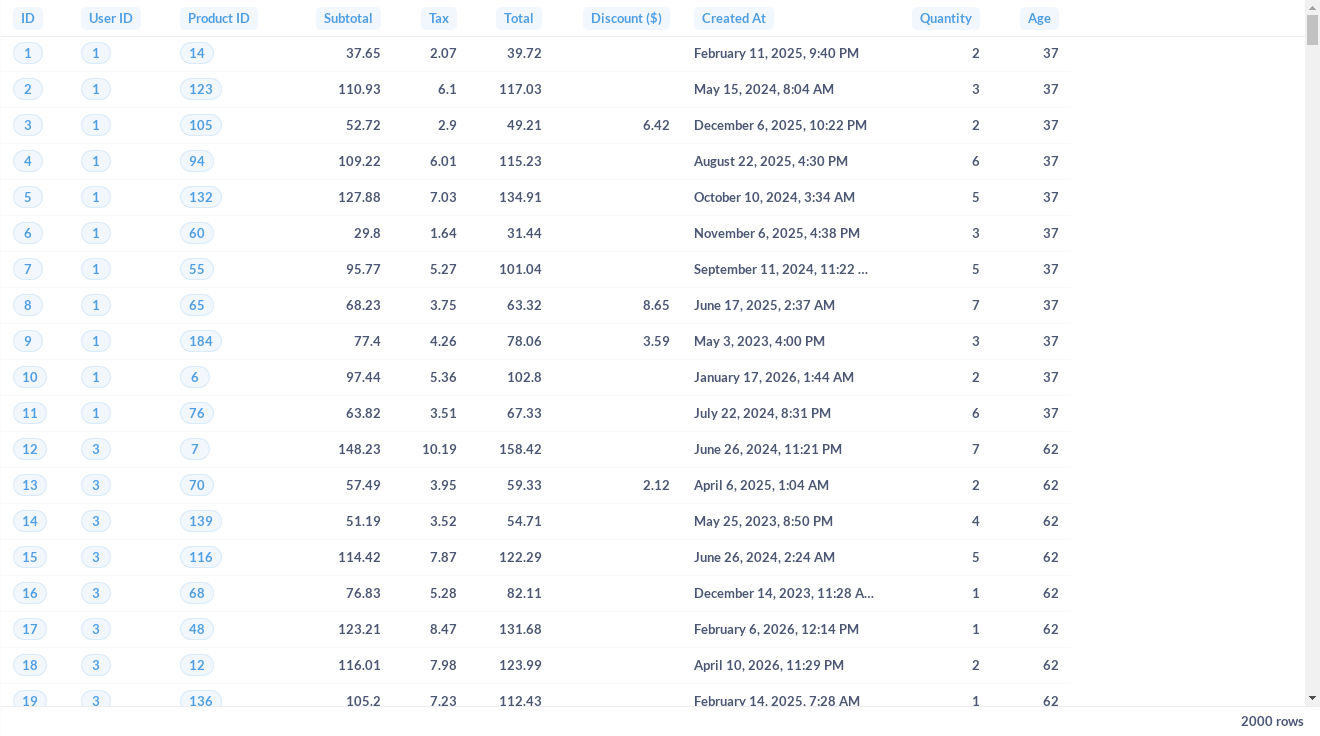 ID User ID Product ID Subtotal Tax Total Discount ($) Created At Quantity Age
1 1 14 37.65 2.07 39.72 February 11, 2025, 9:40 PM 2 37
2 1 123 110.93 6.1 117.03 May 15, 2024, 8:04 AM 3 37
3 1 105 52.72 2.9 49.21 6.42 December 6, 2025, 10:22 PM 2 37
4 1 94 109.22 6.01 115.23 August 22, 2025, 4:30 PM 6 37
5 1 132 127.88 7.03 134.91 October 10, 2024, 3:34 AM 5 37
6 1 60 29.8 1.64 31.44 November 6, 2025, 4:38 PM 3 37
7 1 55 95.77 5.27 101.04 September 11, 2024, 11:22 ... 5 37
8 1 65 68.23 3.75 63.32 8.65 June 17, 2025, 2:37 AM 7 37
9 1 184 77.4 4.26 78.06 3.59 May 3, 2023, 4:00 PM 3 37
10 1 6 97.44 5.36 102.8 January 17, 2026, 1:44 AM 2 37
11 1 76 63.82 3.51 67.33 July 22, 2024, 8:31 PM 6 37
12 3 7 148.23 10.19 158.42 June 26, 2024, 11:21 PM 7 62
13 3 70 57.49 3.95 59.33 2.12 April 6, 2025, 1:04 AM 2 62
14 3 139 51.19 3.52 54.71 May 25, 2023, 8:50 PM 4 62
15 3 116 114.42 7.87 122.29 June 26, 2024, 2:24 AM 5 62
16 3 68 76.83 5.28 82.11 December 14, 2023, 11:28 A... 1 62
17 3 48 123.21 8.47 131.68 February 6, 2026, 12:14 PM 1 62
18 3 12 116.01 7.98 123.99 April 10, 2026, 11:29 PM 2 62
19 3 136 105.2 7.23 112.43 February 14, 2025, 7:28 AM 1 62
2000 rows